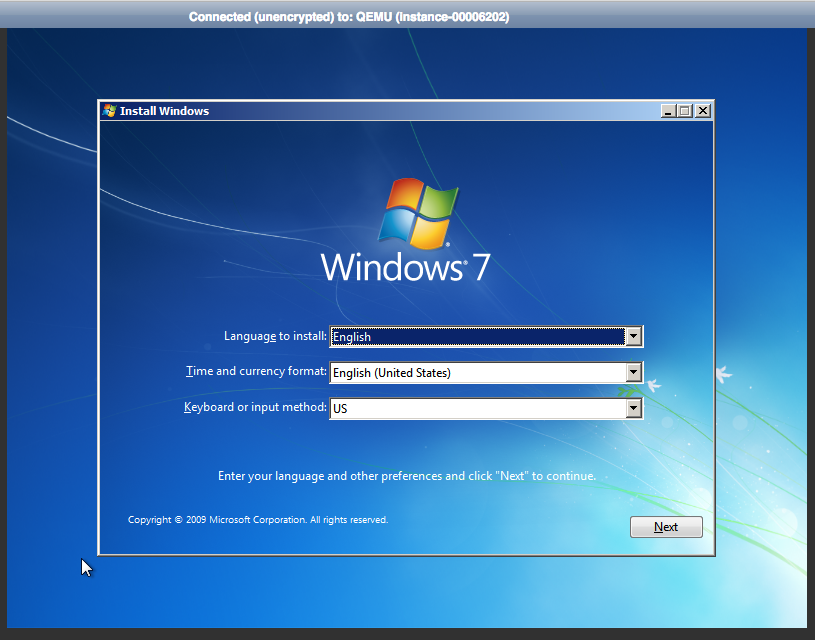 Connected (unencrypted) to: QEMU (instance-00006202)
Install Windows
Windows® 7
Language to install: English
Time and currency format: English (United States)
Keyboard or input method: US
Enter your language and other preferences and click "Next" to continue.
Copyright © 2009 Microsoft Corporation. All rights reserved.
Next